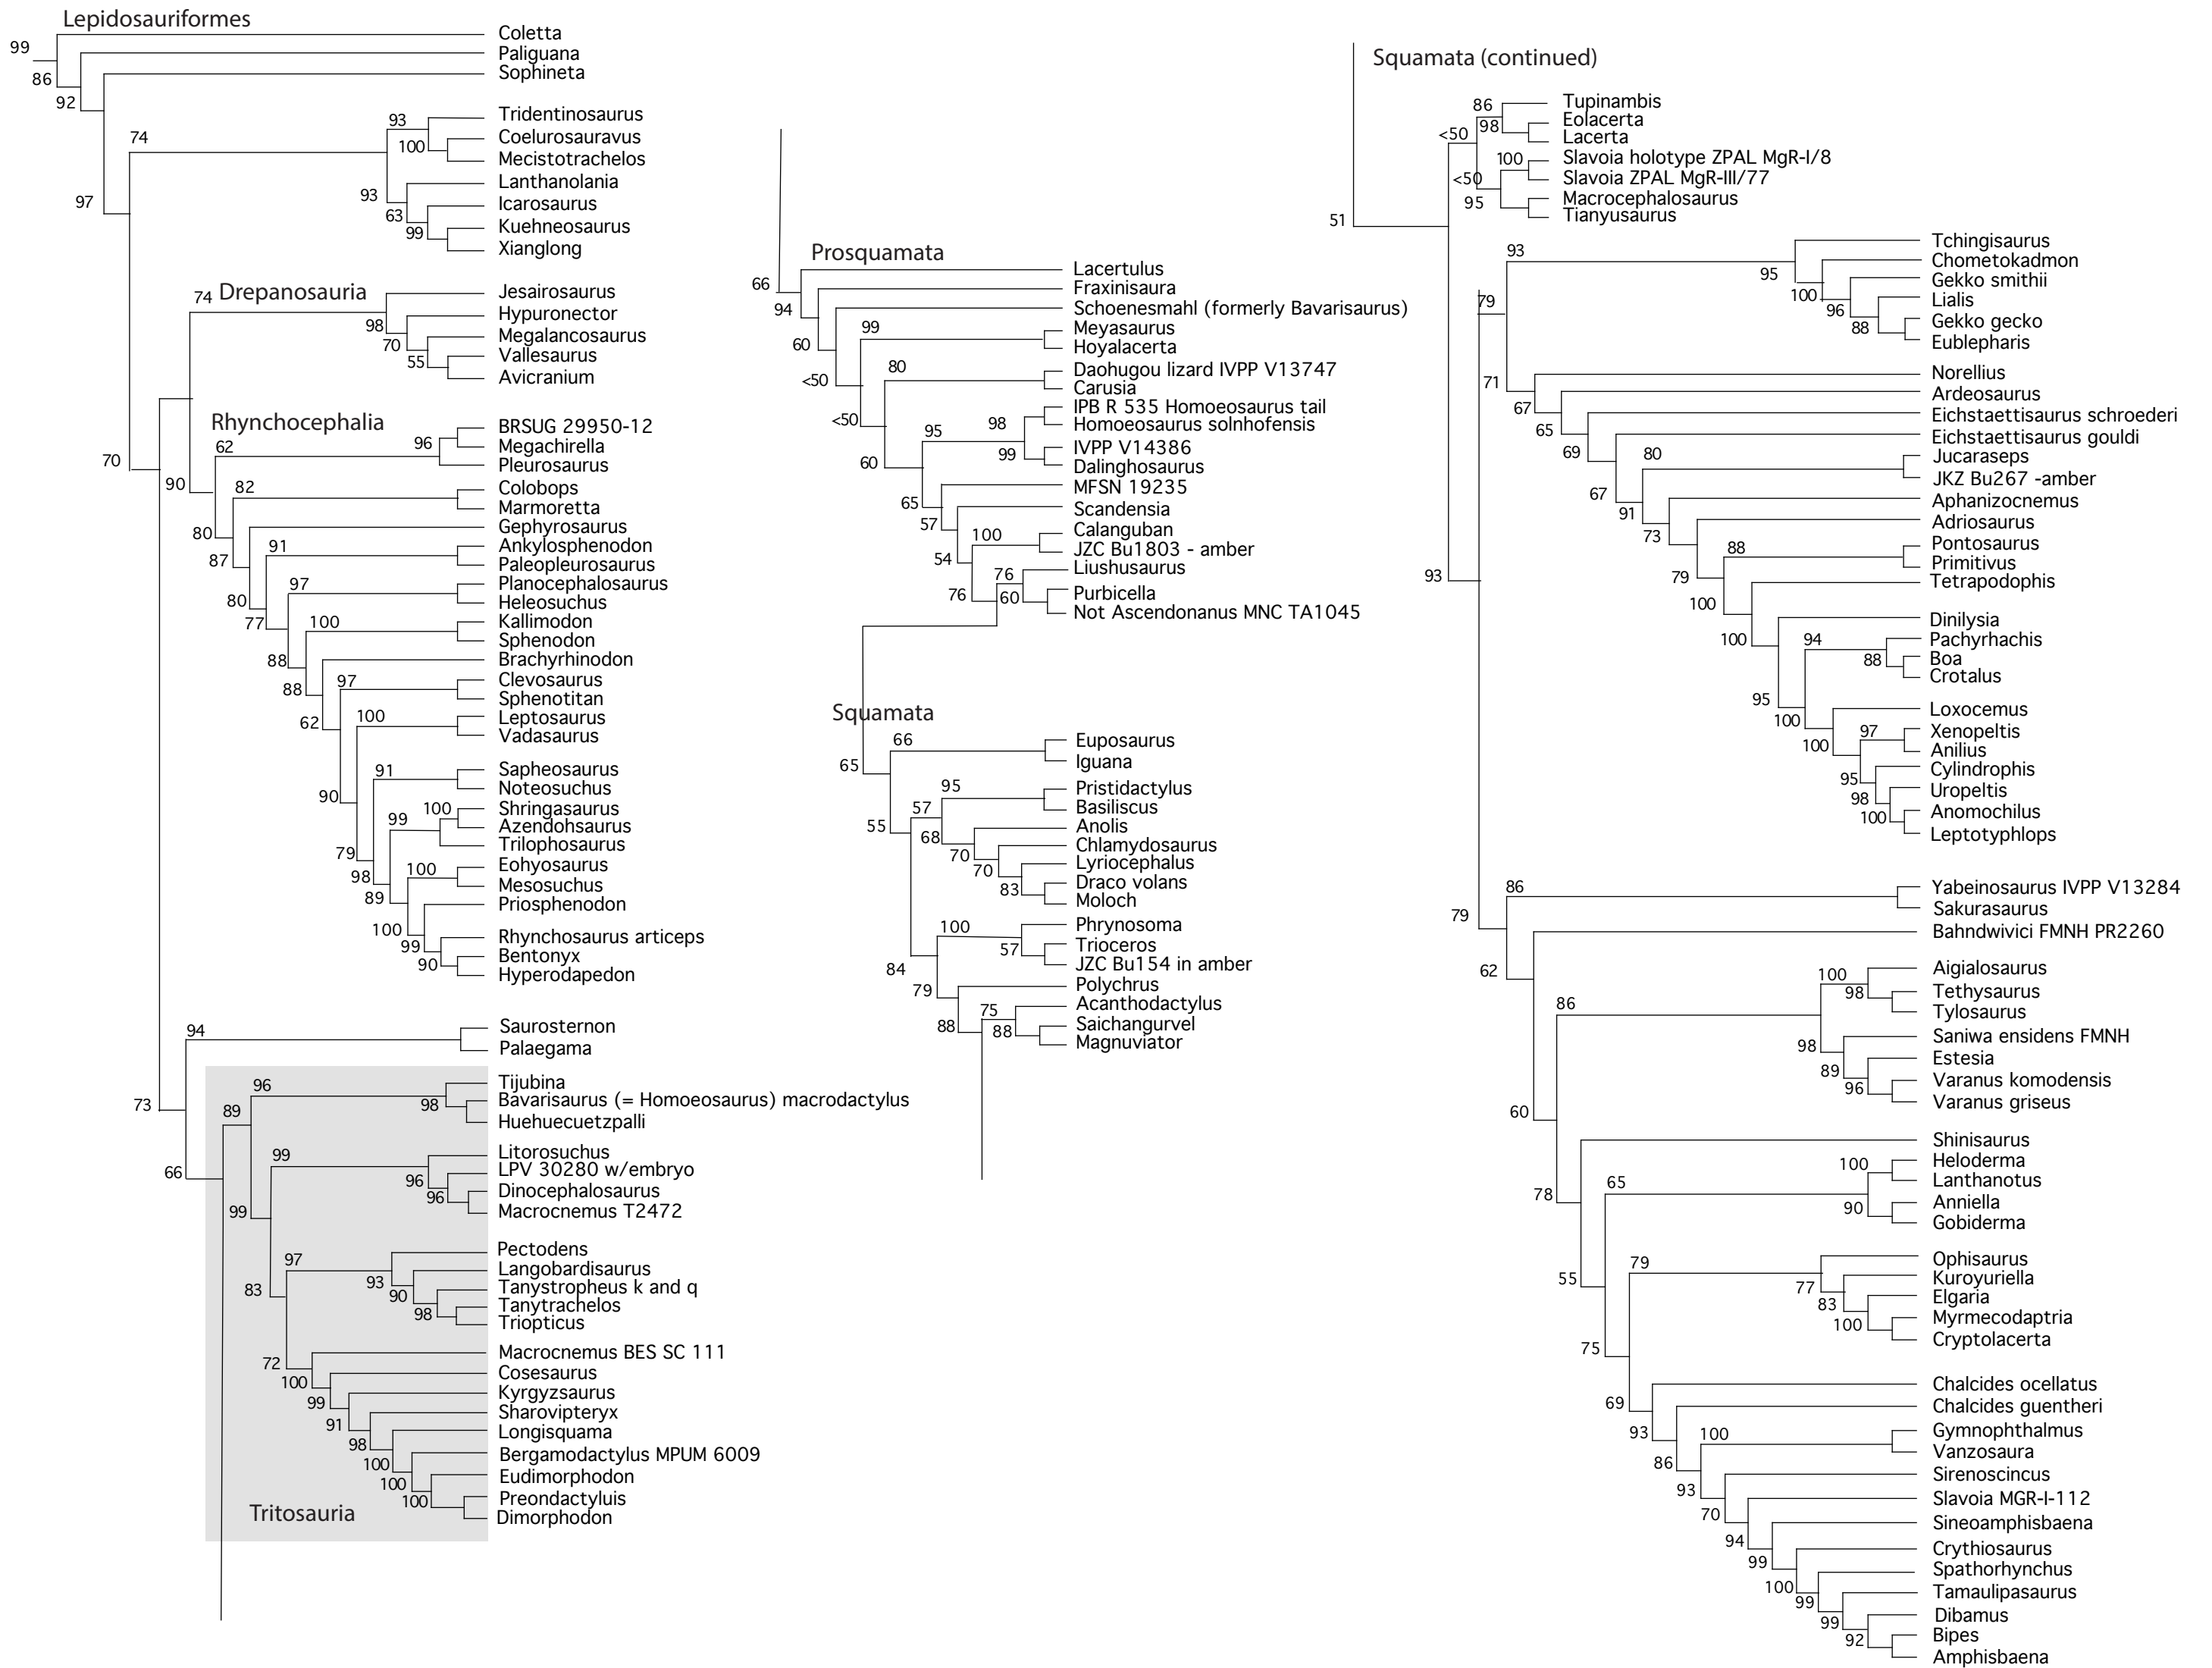 Lepidosauriformes
99
86
92
Coletta
Paliguana
Sophineta
74
97
93
100
93
63
99
Tridentinosaurus
Coelurosauravus
Mecistotrachelos
Lanthanolania
Icarosaurus
Kuehneosaurus
Xianglong
74 Drepanosauria
98
70
55
Jesairosaurus
Hypuronector
Megalancosaurus
Vallesaurus
Avicranium
70
Rhynchocephalia
90
62
96
BRSUG 29950-12
Megachirella
Pleurosaurus
82
80
Colobops
Marmoretta
87
Gephyrosaurus
91
80
Ankylosphenodon
Paleopleurosaurus
97
77
Planocephalosaurus
Heleosuchus
100
88
Kallimodon
Sphenodon
88
Brachyrhinodon
97
62
Clevosaurus
Sphenotitan
100
90
Leptosaurus
Vadasaurus
91
79
Sapheosaurus
Noteosuchus
100
99
98
Shringasaurus
Azendohsaurus
Trilophosaurus
100
89
Eohyosaurus
Mesosuchus
100
99
90
Priosphenodon
Rhynchosaurus articeps
Bentonyx
Hyperodapedon
94
73
66
Saurosternon
Palaegama
96
89
98
Tijubina
Bavarisaurus (= Homoeosaurus) macrodactylus
Huehuecuetzpalli
99
99
96
96
Litorosuchus
LPV 30280 w/embryo
Dinocephalosaurus
Macrocnemus T2472
97
83
93
90
98
Pectodens
Langobardisaurus
Tanystropheus k and q
Tanytrachelos
Triopticus
72
100
99
91
98
100
100
100
Macrocnemus BES SC 111
Cosesaurus
Kyrgyzsaurus
Sharovipteryx
Longisquama
Bergamodactylus MPUM 6009
Eudimorphodon
Preondactyluis
Dimorphodon
Tritosauria
Prosquamata
66
94
60
<50
<50
99
80
Lacertulus
Fraxinisaura
Schoenesmahl (formerly Bavarisaurus)
Meyasaurus
Hoyalacerta
Daohugou lizard IVPP V13747
Carusia
60
95
98
99
IPB R 535 Homoeosaurus tail
Homoeosaurus solnhofensis
IVPP V14386
Dalinghosaurus
65
57
54
100
MFSN 19235
Scandensia
Calanguban
JZC Bu1803 - amber
76
76
60
Liushusaurus
Purbicella
Not Ascendonanus MNC TA1045
Squamata
65
66
55
Euposaurus
Iguana
57
95
68
70
70
83
Pristidactylus
Basiliscus
Anolis
Chlamydosaurus
Lyriocephalus
Draco volans
Moloch
84
100
57
Phrynosoma
Trioceros
JZC Bu154 in amber
79
88
75
88
Polychrus
Acanthodactylus
Saichangurvel
Magnuviator
Squamata (continued)
51
<50
86
98
<50
100
95
Tupinambis
Eolacerta
Lacerta
Slavoia holotype ZPAL MgR-I/8
Slavoia ZPAL MgR-III/77
Macrocephalosaurus
Tianyusaurus
93
79
93
95
100
96
88
Tchingisaurus
Chometokadmon
Gekko smithii
Lialis
Gekko gecko
Eublepharis
71
67
65
69
67
80
91
73
Norellius
Ardeosaurus
Eichstaettisaurus schroederi
Eichstaettisaurus gouldi
Jucaraseps
JKZ Bu267 -amber
Aphanizocnemus
Adriosaurus
88
79
100
100
Pontosaurus
Primitivus
Tetrapodophis
95
94
88
Dinilysia
Pachyrhachis
Boa
Crotalus
100
100
97
95
98
100
Loxocemus
Xenopeltis
Anilius
Cylindrophis
Uropeltis
Anomochilus
Leptotyphlops
79
86
62
Yabeinosaurus IVPP V13284
Sakurasaurus
Bahndwivici FMNH PR2260
60
86
100
98
98
89
96
Aigialosaurus
Tethysaurus
Tylosaurus
Saniwa ensidens FMNH
Estesia
Varanus komodensis
Varanus griseus
78
55
65
100
90
Shinisaurus
Heloderma
Lanthanotus
Anniella
Gobiderma
75
79
77
83
100
Ophisaurus
Kuroyuriella
Elgaria
Myrmecodaptria
Cryptolacerta
69
93
86
100
93
70
94
99
100
99
99
92
Chalcides ocellatus
Chalcides guentheri
Gymnophthalmus
Vanzosaura
Sirenoscincus
Slavoia MGR-I-112
Sineoamphisbaena
Crythiosaurus
Spathorhynchus
Tamaulipasaurus
Dibamus
Bipes
Amphisbaena